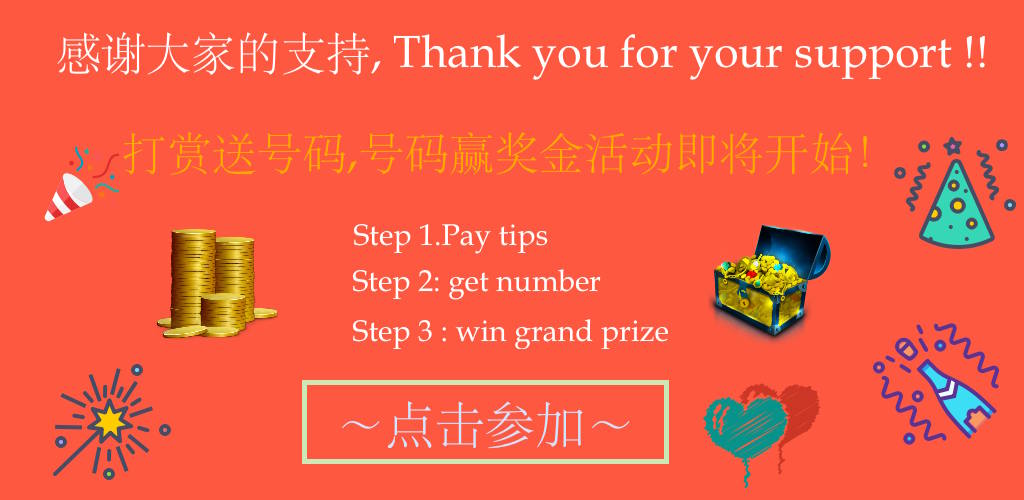 感谢大家的支持, Thank you for your support !!
打赏送号码,号码赢奖金活动即将开始!
Step 1.Pay tips
Step 2: get number
Step 3 : win grand prize
～点击参加～